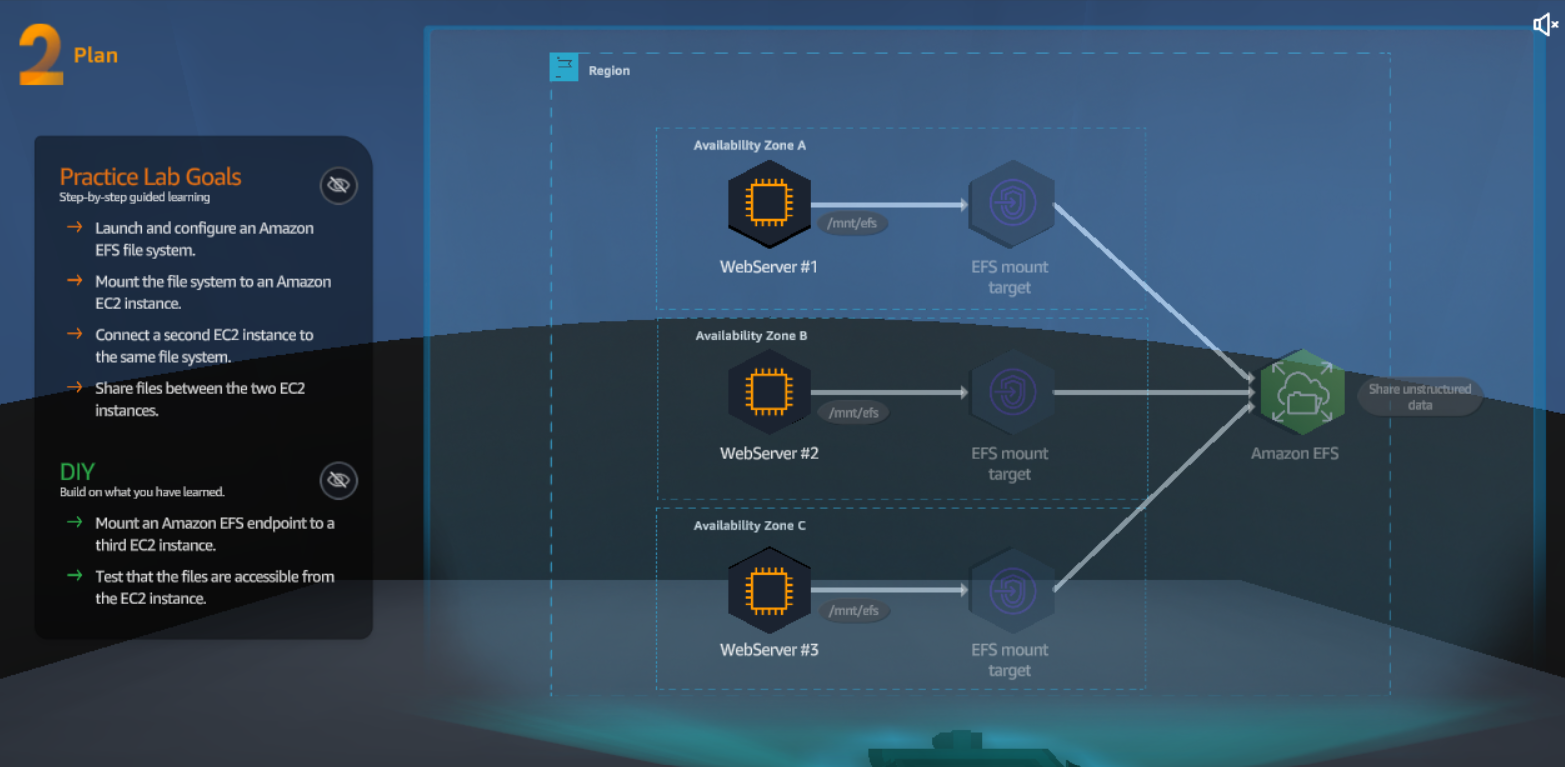 2 Plan
Practice Lab Goals
Step-by-step guided learning
→ Launch and configure an Amazon
EFS file system.
→ Mount the file system to an Amazon
EC2 instance.
→ Connect a second EC2 instance to
the same file system.
→ Share files between the two EC2
instances.
DIY
Build on what you have learned.
→ Mount an Amazon EFS endpoint to a
third EC2 instance.
→ Test that the files are accessible from
the EC2 instance.
Region
Availability Zone A
/mnt/efs
WebServer #1
EFS mount
target
Availability Zone B
/mnt/efs
WebServer #2
EFS mount
target
Availability Zone C
/mnt/efs
WebServer #3
EFS mount
target
Amazon EFS
Share unstructured
data